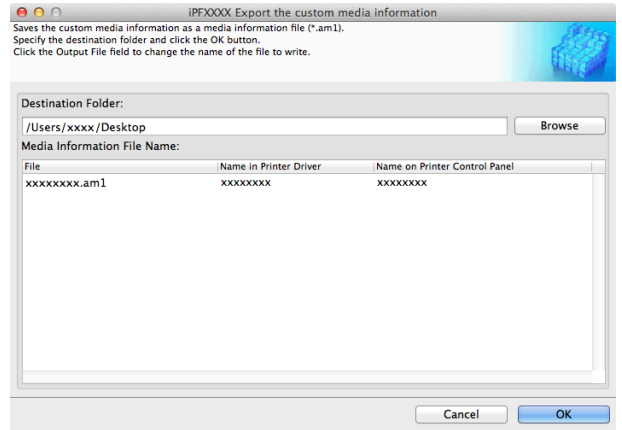 iPFXXXX Export the custom media information
Saves the custom media information as a media information file (*.am1).
Specify the destination folder and click the OK button.
Click the Output File field to change the name of the file to write.
Destination Folder:
/Users/xxxx/Desktop Browse
Media Information File Name:
File Name in Printer Driver Name on Printer Control Panel
xxxxxxxx.am1 xxxxxxxx xxxxxxxx
Cancel OK